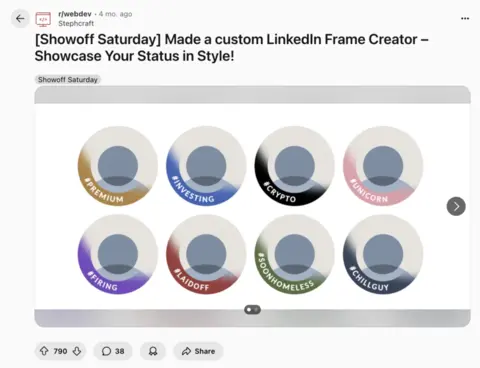 r/webdev • 4 mo. ago
Stephcraft
[Showoff Saturday] Made a custom LinkedIn Frame Creator –
Showcase Your Status in Style!
Showoff Saturday
#PREMIUM
#INVESTING
#CRYPTO
#UNICORN
#FIRING
#LAIDOFF
#SOONHOMELESS
#CHILLGUY
790
38
Share